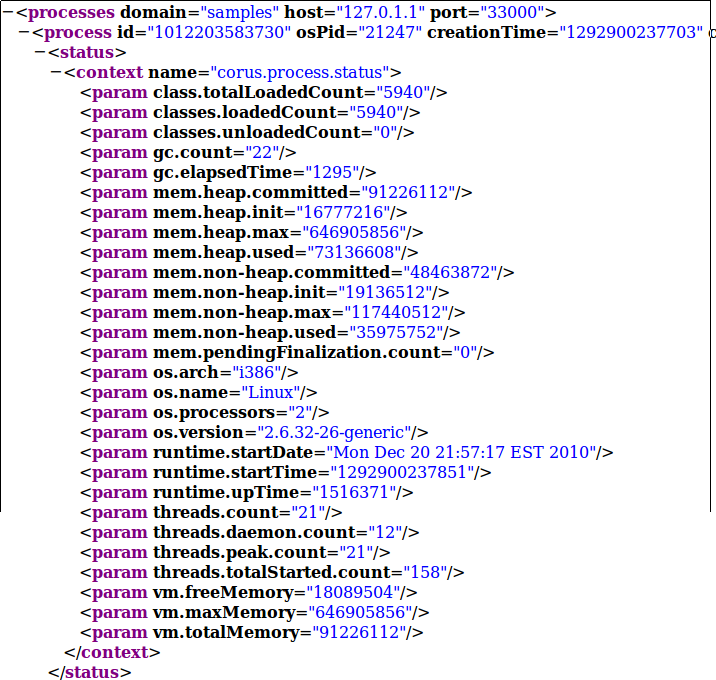 −<processes domain="samples" host="127.0.1.1" port="33000">
−<process id="1012203583730" osPid="21247" creationTime="1292900237703"
−<status>
−<context name="corus.process.status">
<param class.totalLoadedCount="5940"/>
<param classes.loadedCount="5940"/>
<param classes.unloadedCount="0"/>
<param gc.count="22"/>
<param gc.elapsedTime="1295"/>
<param mem.heap.committed="91226112"/>
<param mem.heap.init="16777216"/>
<param mem.heap.max="646905856"/>
<param mem.heap.used="73136608"/>
<param mem.non-heap.committed="48463872"/>
<param mem.non-heap.init="19136512"/>
<param mem.non-heap.max="117440512"/>
<param mem.non-heap.used="35975752"/>
<param mem.pendingFinalization.count="0"/>
<param os.arch="i386"/>
<param os.name="Linux"/>
<param os.processors="2"/>
<param os.version="2.6.32-26-generic"/>
<param runtime.startDate="Mon Dec 20 21:57:17 EST 2010"/>
<param runtime.startTime="1292900237851"/>
<param runtime.upTime="1516371"/>
<param threads.count="21"/>
<param threads.daemon.count="12"/>
<param threads.peak.count="21"/>
<param threads.totalStarted.count="158"/>
<param vm.freeMemory="18089504"/>
<param vm.maxMemory="646905856"/>
<param vm.totalMemory="91226112"/>
</context>
</status>